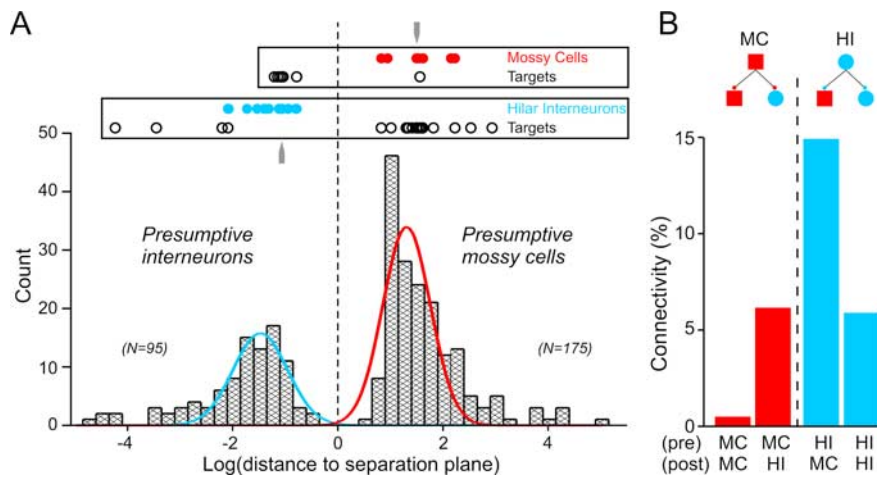 A
Mossy Cells
Targets
Hilar Interneurons
Targets
50
40
30
20
10
0
Count
Presumptive
interneurons
Presumptive
mossy cells
(N=95)
(N=175)
-4 -2 0 2 4
Log(distance to separation plane)
B
MC HI
15
10
5
0
Connectivity (%)
(pre) MC MC HI HI
(post) MC HI MC HI